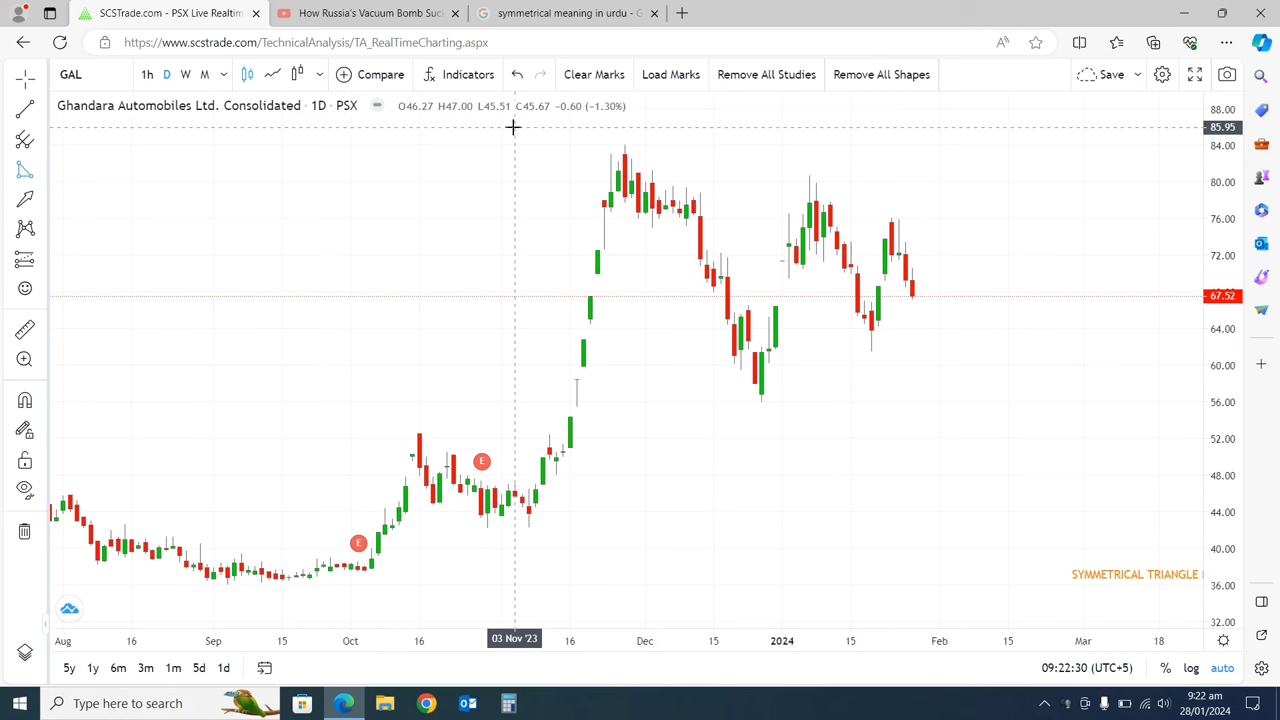 SCSTrade.com - PSX Live Realtim
How Russia's Vacuum Bomb Suck
symmetrical meaning in urdu - G
https://www.scstrade.com/TechnicalAnalysis/TA_RealTimeCharting.aspx
GAL
1h D W M
Compare
Indicators
Clear Marks
Load Marks
Remove All Studies
Remove All Shapes
Save
Ghandara Automobiles Ltd. Consolidated · 1D · PSX
O46.27 H47.00 L45.51 C45.67 −0.60 (−1.30%)
88.00
85.95
84.00
80.00
76.00
72.00
67.52
64.00
60.00
56.00
52.00
48.00
44.00
40.00
36.00
32.00
E
E
SYMMETRICAL TRIANGLE
Aug 16 Sep 15 Oct 16 03 Nov '23 16 Dec 15 2024 15 Feb 15 Mar 18
5y 1y 6m 3m 1m 5d 1d
09:22:30 (UTC+5)
% log auto
Type here to search
9:22 am
28/01/2024